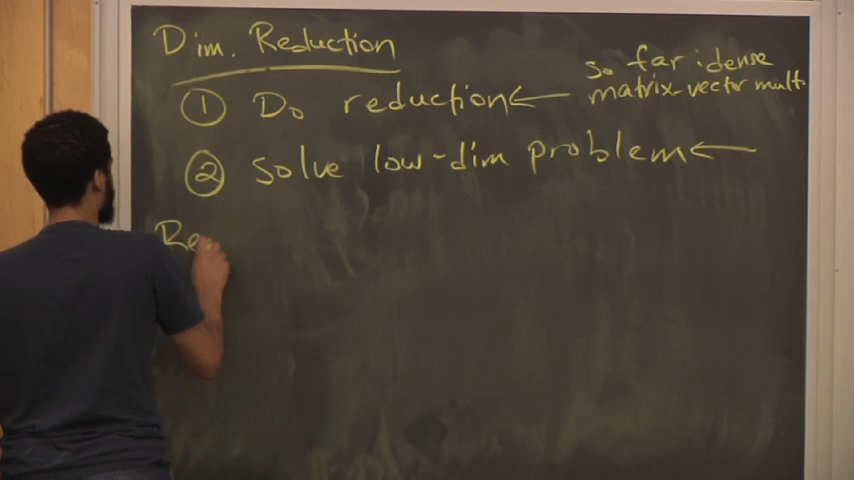 Dim. Reduction
① Do reduction ← so far: dense
matrix-vector mult.
② solve low-dim problem ←
Re